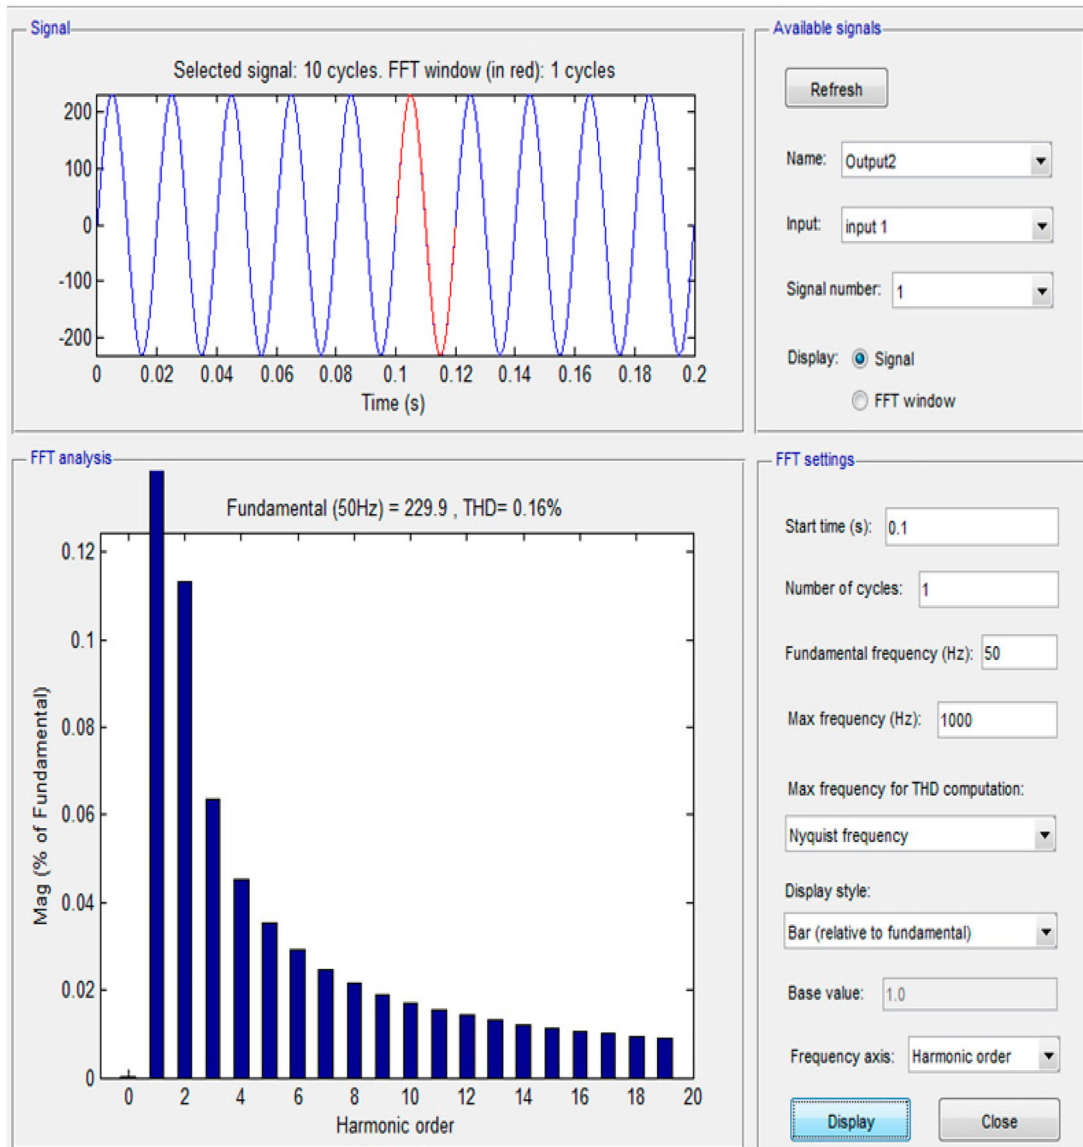 Signal
Selected signal: 10 cycles. FFT window (in red): 1 cycles
200
100
0
-100
-200
0 0.02 0.04 0.06 0.08 0.1 0.12 0.14 0.16 0.18 0.2
Time (s)
Available signals
Refresh
Name: Output2
Input: input 1
Signal number: 1
Display: Signal
FFT window
FFT analysis
Fundamental (50Hz) = 229.9 , THD= 0.16%
Mag (% of Fundamental)
0.12
0.1
0.08
0.06
0.04
0.02
0
0 2 4 6 8 10 12 14 16 18 20
Harmonic order
FFT settings
Start time (s): 0.1
Number of cycles: 1
Fundamental frequency (Hz): 50
Max frequency (Hz): 1000
Max frequency for THD computation:
Nyquist frequency
Display style:
Bar (relative to fundamental)
Base value: 1.0
Frequency axis: Harmonic order
Display Close